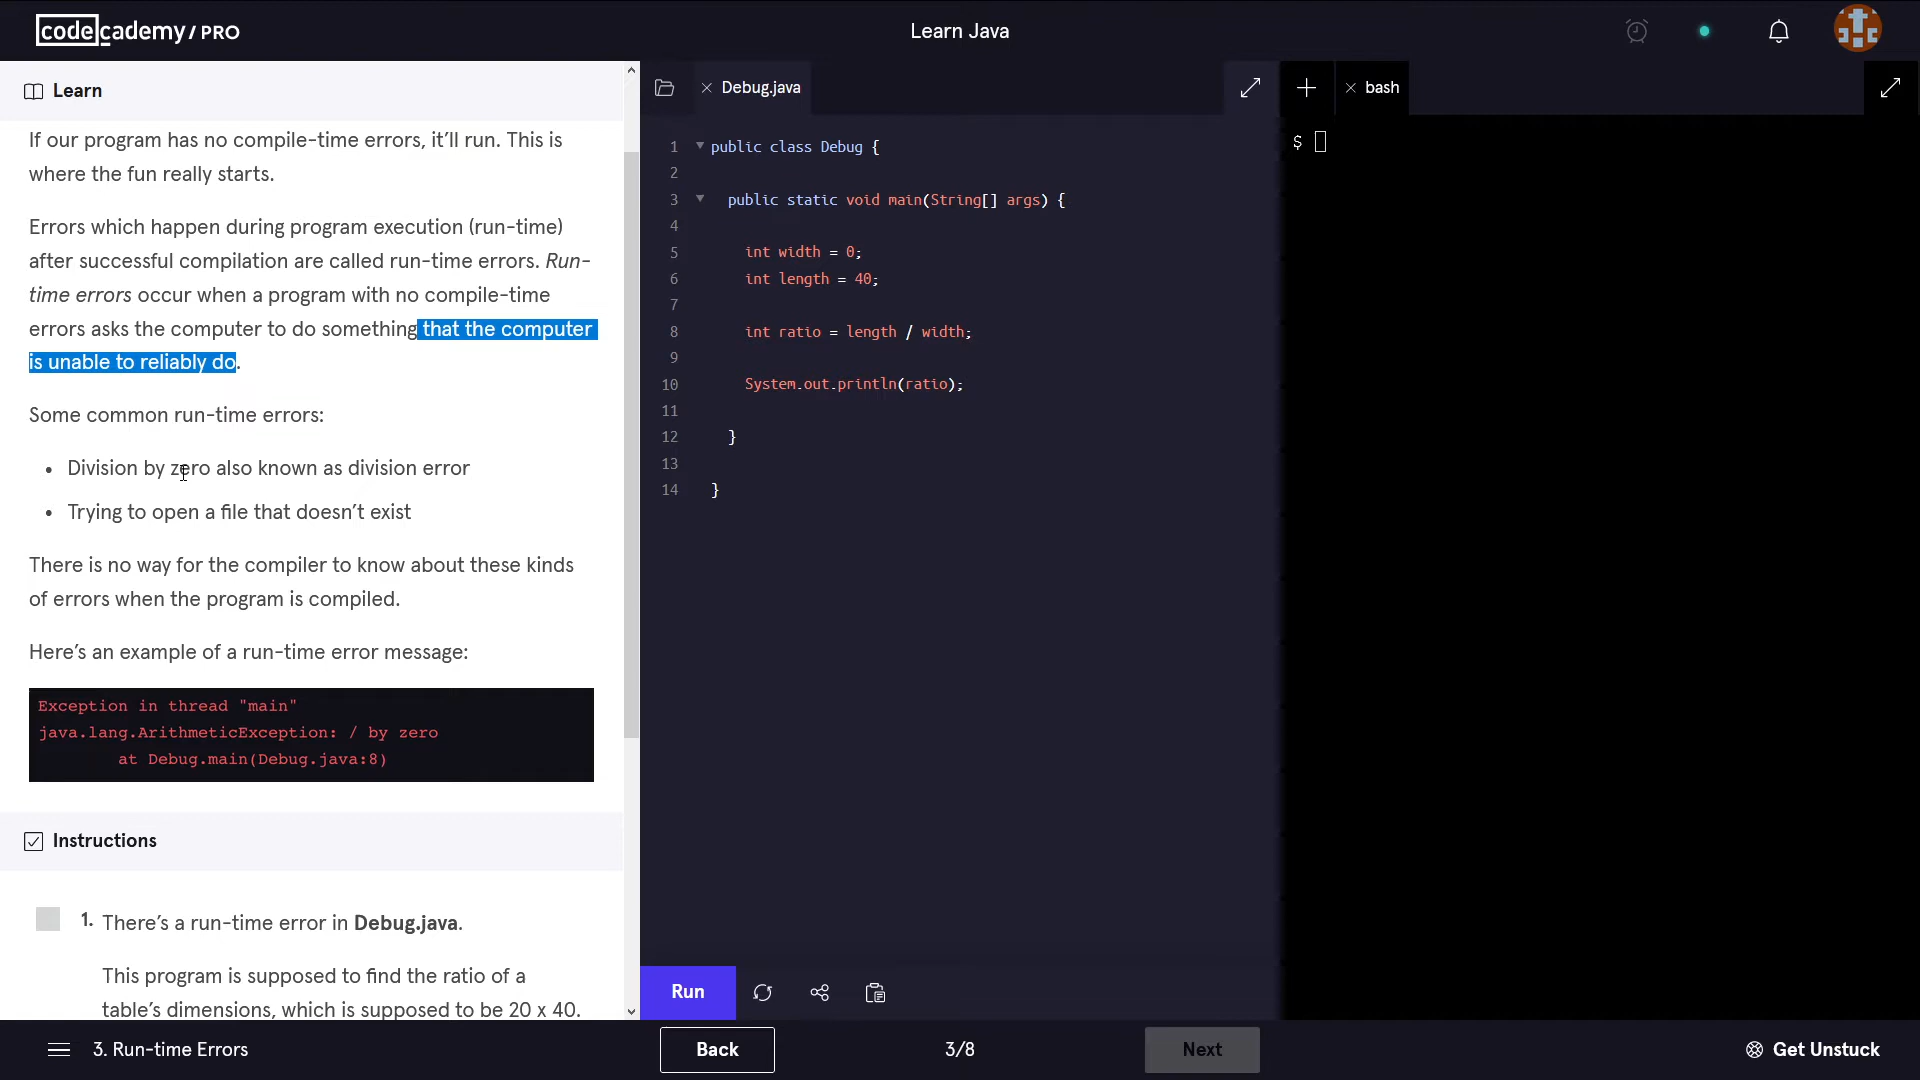 codecademy/PRO
Learn Java
Learn
If our program has no compile-time errors, it’ll run. This is
where the fun really starts.
Errors which happen during program execution (run-time)
after successful compilation are called run-time errors. Run-
time errors occur when a program with no compile-time
errors asks the computer to do something that the computer
is unable to reliably do.
Some common run-time errors:
• Division by zero also known as division error
• Trying to open a file that doesn’t exist
There is no way for the compiler to know about these kinds
of errors when the program is compiled.
Here’s an example of a run-time error message:
Exception in thread "main"
java.lang.ArithmeticException: / by zero
at Debug.main(Debug.java:8)
Instructions
1. There’s a run-time error in Debug.java.
This program is supposed to find the ratio of a
table’s dimensions, which is supposed to be 20 x 40.
Debug.java
1 public class Debug {
2
3 public static void main(String[] args) {
4
5 int width = 0;
6 int length = 40;
7
8 int ratio = length / width;
9
10 System.out.println(ratio);
11
12 }
13
14 }
Run
bash
$
3. Run-time Errors
Back
3/8
Next
Get Unstuck